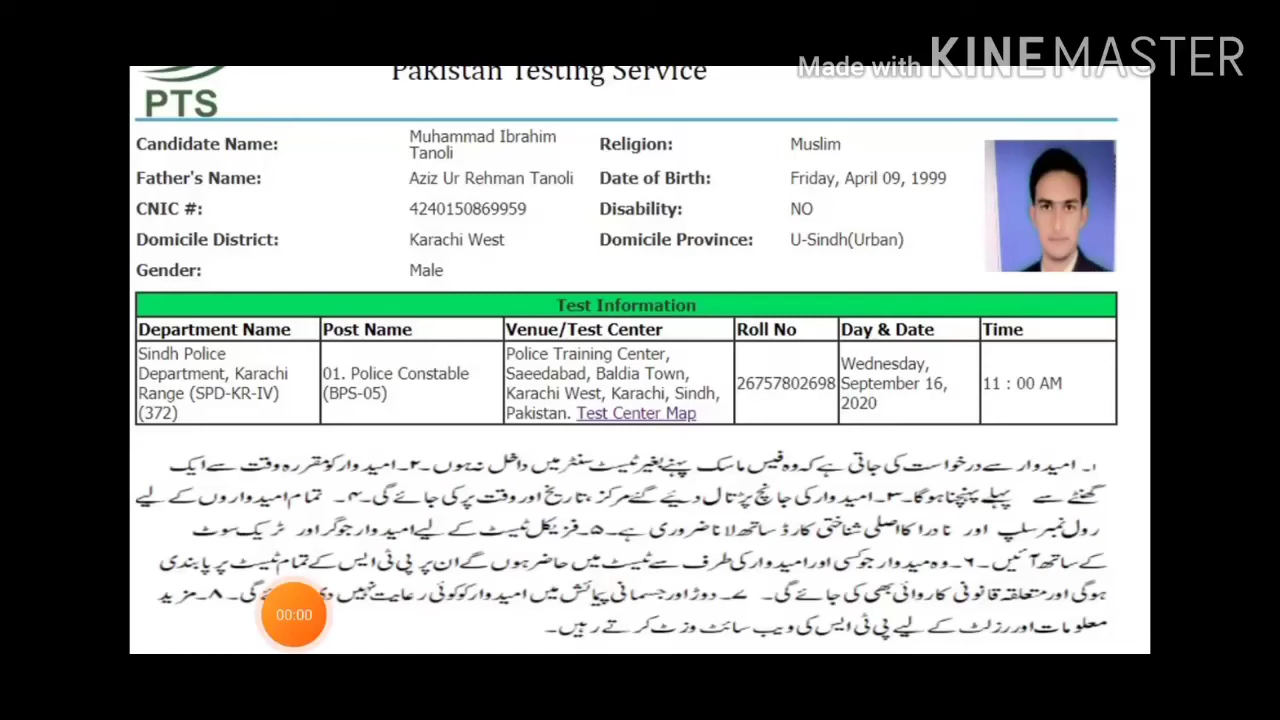 Made with KINEMASTER
Pakistan Testing Service
PTS
Candidate Name: Muhammad Ibrahim Tanoli Religion: Muslim
Father's Name: Aziz Ur Rehman Tanoli Date of Birth: Friday, April 09, 1999
CNIC #: 4240150869959 Disability: NO
Domicile District: Karachi West Domicile Province: U-Sindh(Urban)
Gender: Male
Test Information
Department Name Post Name Venue/Test Center Roll No Day & Date Time
Sindh Police Department, Karachi Range (SPD-KR-IV) (372) 01. Police Constable (BPS-05) Police Training Center, Saeedabad, Baldia Town, Karachi West, Karachi, Sindh, Pakistan. Test Center Map 26757802698 Wednesday, September 16, 2020 11 : 00 AM
۱۔ امیدوار سے درخواست کی جاتی ہے کہ وہ فیس ماسک پہنے بغیر ٹیسٹ سنٹر میں داخل نہ ہوں۔ ۲۔ امیدوار کو مقررہ وقت سے ایک
گھنٹے سے پہلے پہنچنا ہوگا۔ ۳۔ امیدوار کی جانچ پڑتال دیئے گئے مرکز، تاریخ اور وقت پر کی جائے گی۔ ۴۔ تمام امیدواروں کے لیے
رول نمبر سلپ اور نادرا کا اصلی شناختی کارڈ ساتھ لانا ضروری ہے۔ ۵۔ فزیکل ٹیسٹ کے لیے امیدوار جوگر اور ٹریک سوٹ
کے ساتھ آئیں۔ ۶۔ وہ میدوار جو کسی اور امیدوار کی طرف سے ٹیسٹ میں حاضر ہوں گے ان پر پی ٹی ایس کے تمام ٹیسٹ پر پابندی
ہوگی اور متعلقہ قانونی کاروائی بھی کی جائے گی۔ ۷۔ دوڑ اور جسمانی پیمائش میں امیدوار کو کوئی رعایت نہیں گی۔ ۸۔ مزید
معلومات اور رزلٹ کے لیے پی ٹی ایس کی ویب سائٹ وزٹ کرتے رہیں۔
00:00